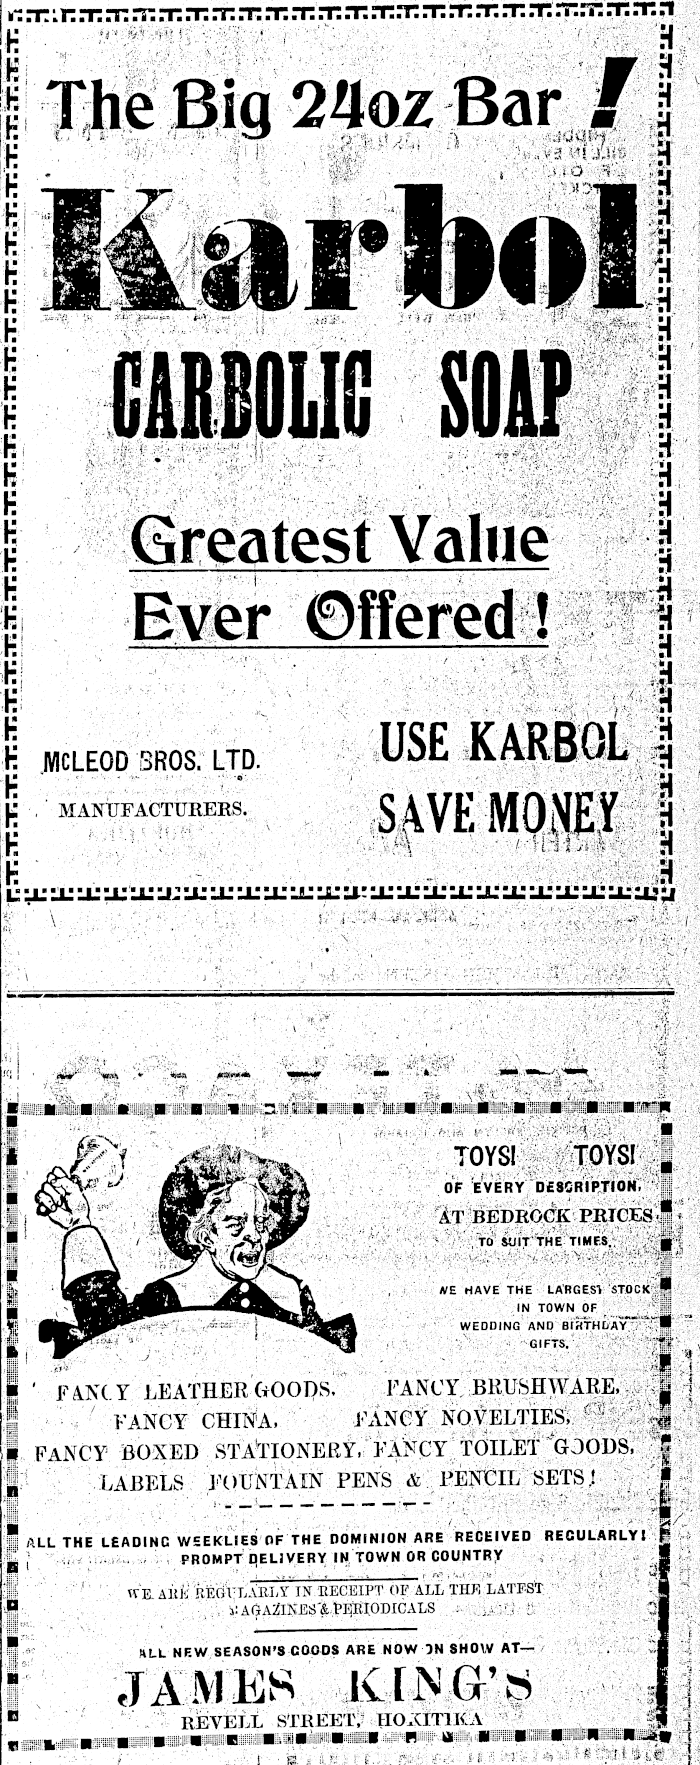 The Big 24oz Bar !
Karbol
CARBOLIC SOAP
Greatest Value
Ever Offered !
McLEOD BROS. LTD.
MANUFACTURERS.
USE KARBOL
SAVE MONEY
TOYS! TOYS!
OF EVERY DESCRIPTION,
AT BEDROCK PRICES
TO SUIT THE TIMES.
WE HAVE THE LARGEST STOCK
IN TOWN OF
WEDDING AND BIRTHDAY
GIFTS.
FANCY LEATHER GOODS, FANCY BRUSHWARE,
FANCY CHINA, FANCY NOVELTIES,
FANCY BOXED STATIONERY, FANCY TOILET GOODS,
LABELS FOUNTAIN PENS & PENCIL SETS!
ALL THE LEADING WEEKLIES OF THE DOMINION ARE RECEIVED REGULARLY!
PROMPT DELIVERY IN TOWN OR COUNTRY
WE ARE REGULARLY IN RECEIPT OF ALL THE LATEST
MAGAZINES & PERIODICALS
ALL NEW SEASON'S GOODS ARE NOW ON SHOW AT—
JAMES KING'S
REVELL STREET, HOKITIKA